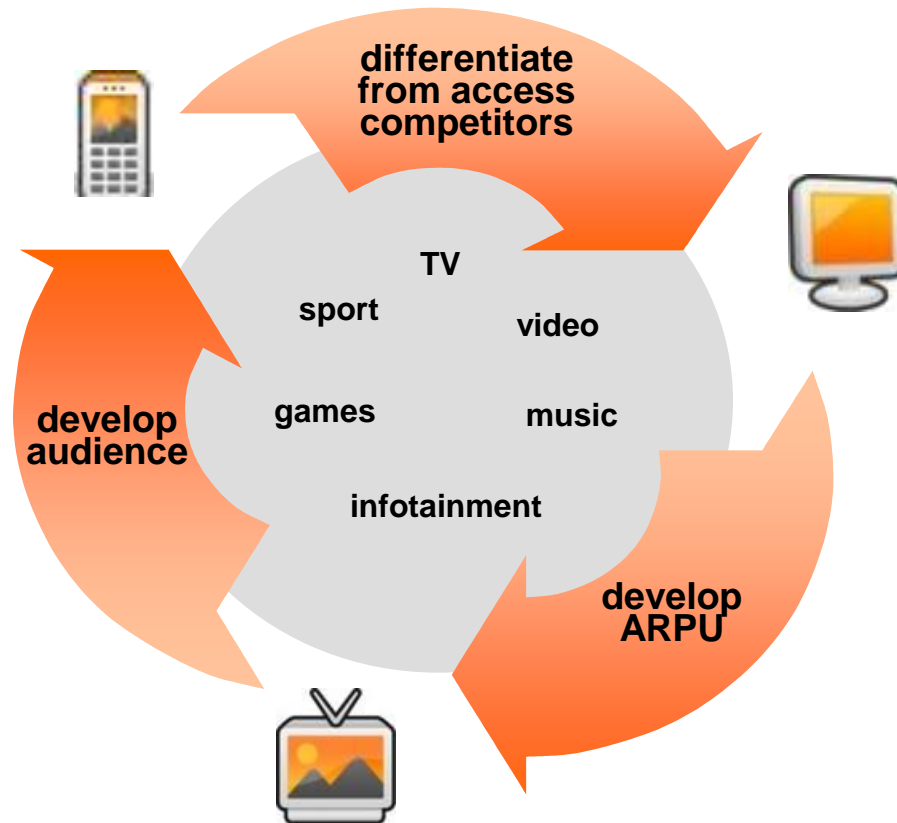 differentiate
from access
competitors
TV
sport
video
games
music
develop
audience
infotainment
develop
ARPU